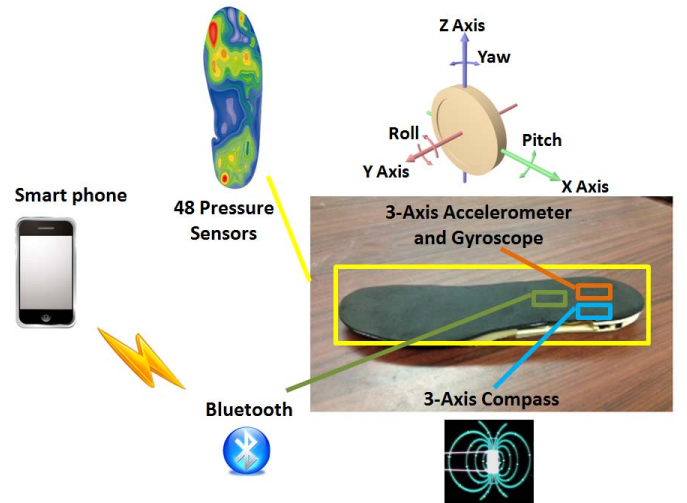 Z Axis
Yaw
Roll
Pitch
Y Axis
X Axis
Smart phone
48 Pressure
Sensors
3-Axis Accelerometer
and Gyroscope
Bluetooth
3-Axis Compass